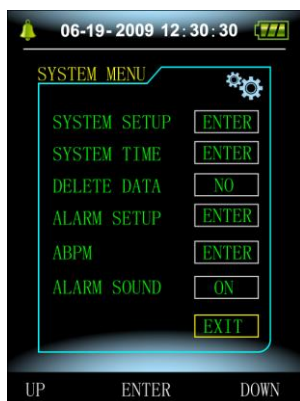 06-19-2009 12:30:30
SYSTEM MENU
SYSTEM SETUP ENTER
SYSTEM TIME ENTER
DELETE DATA NO
ALARM SETUP ENTER
ABPM ENTER
ALARM SOUND ON
EXIT
UP ENTER DOWN